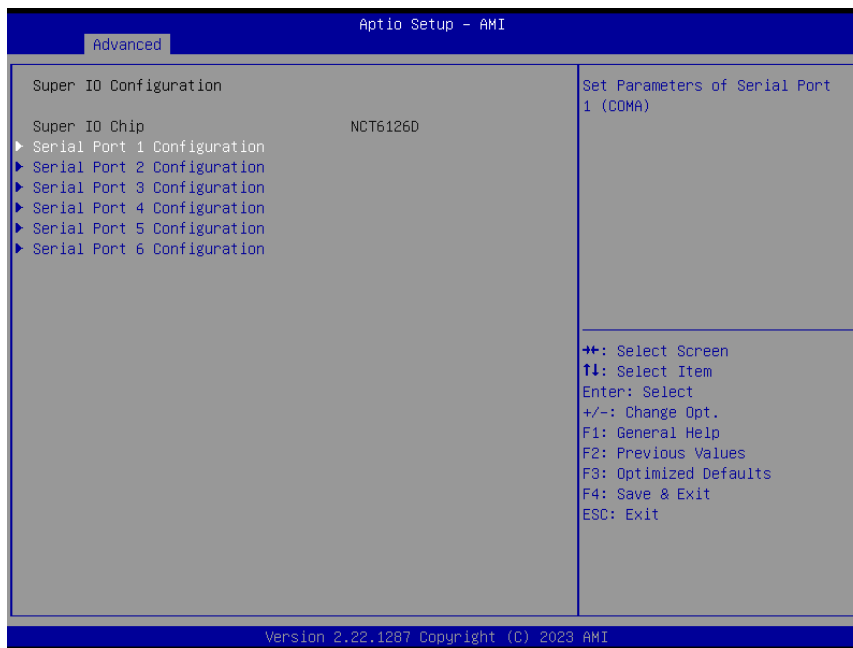 Aptio Setup - AMI
Advanced
Super IO Configuration
Super IO Chip NCT6126D
Serial Port 1 Configuration
Serial Port 2 Configuration
Serial Port 3 Configuration
Serial Port 4 Configuration
Serial Port 5 Configuration
Serial Port 6 Configuration
Set Parameters of Serial Port
1 (COMA)
→←: Select Screen
↑↓: Select Item
Enter: Select
+/-: Change Opt.
F1: General Help
F2: Previous Values
F3: Optimized Defaults
F4: Save & Exit
ESC: Exit
Version 2.22.1287 Copyright (C) 2023 AMI